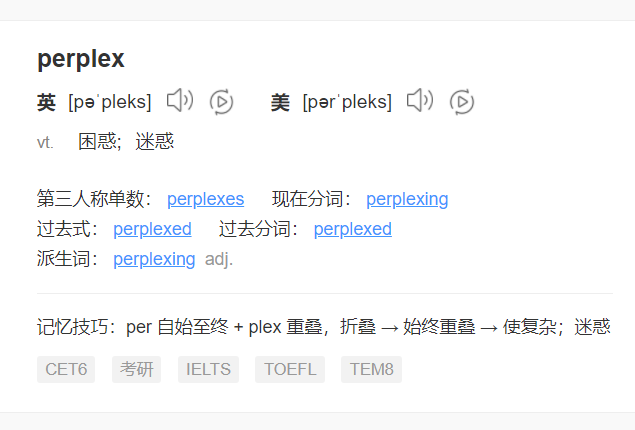 perplex
英 [pəˈpleks] 美 [pərˈpleks]
vt. 困惑；迷惑
第三人称单数： perplexes 现在分词： perplexing
过去式： perplexed 过去分词： perplexed
派生词： perplexing adj.
记忆技巧：per 自始至终 + plex 重叠，折叠 → 始终重叠 → 使复杂；迷惑
CET6 考研 IELTS TOEFL TEM8